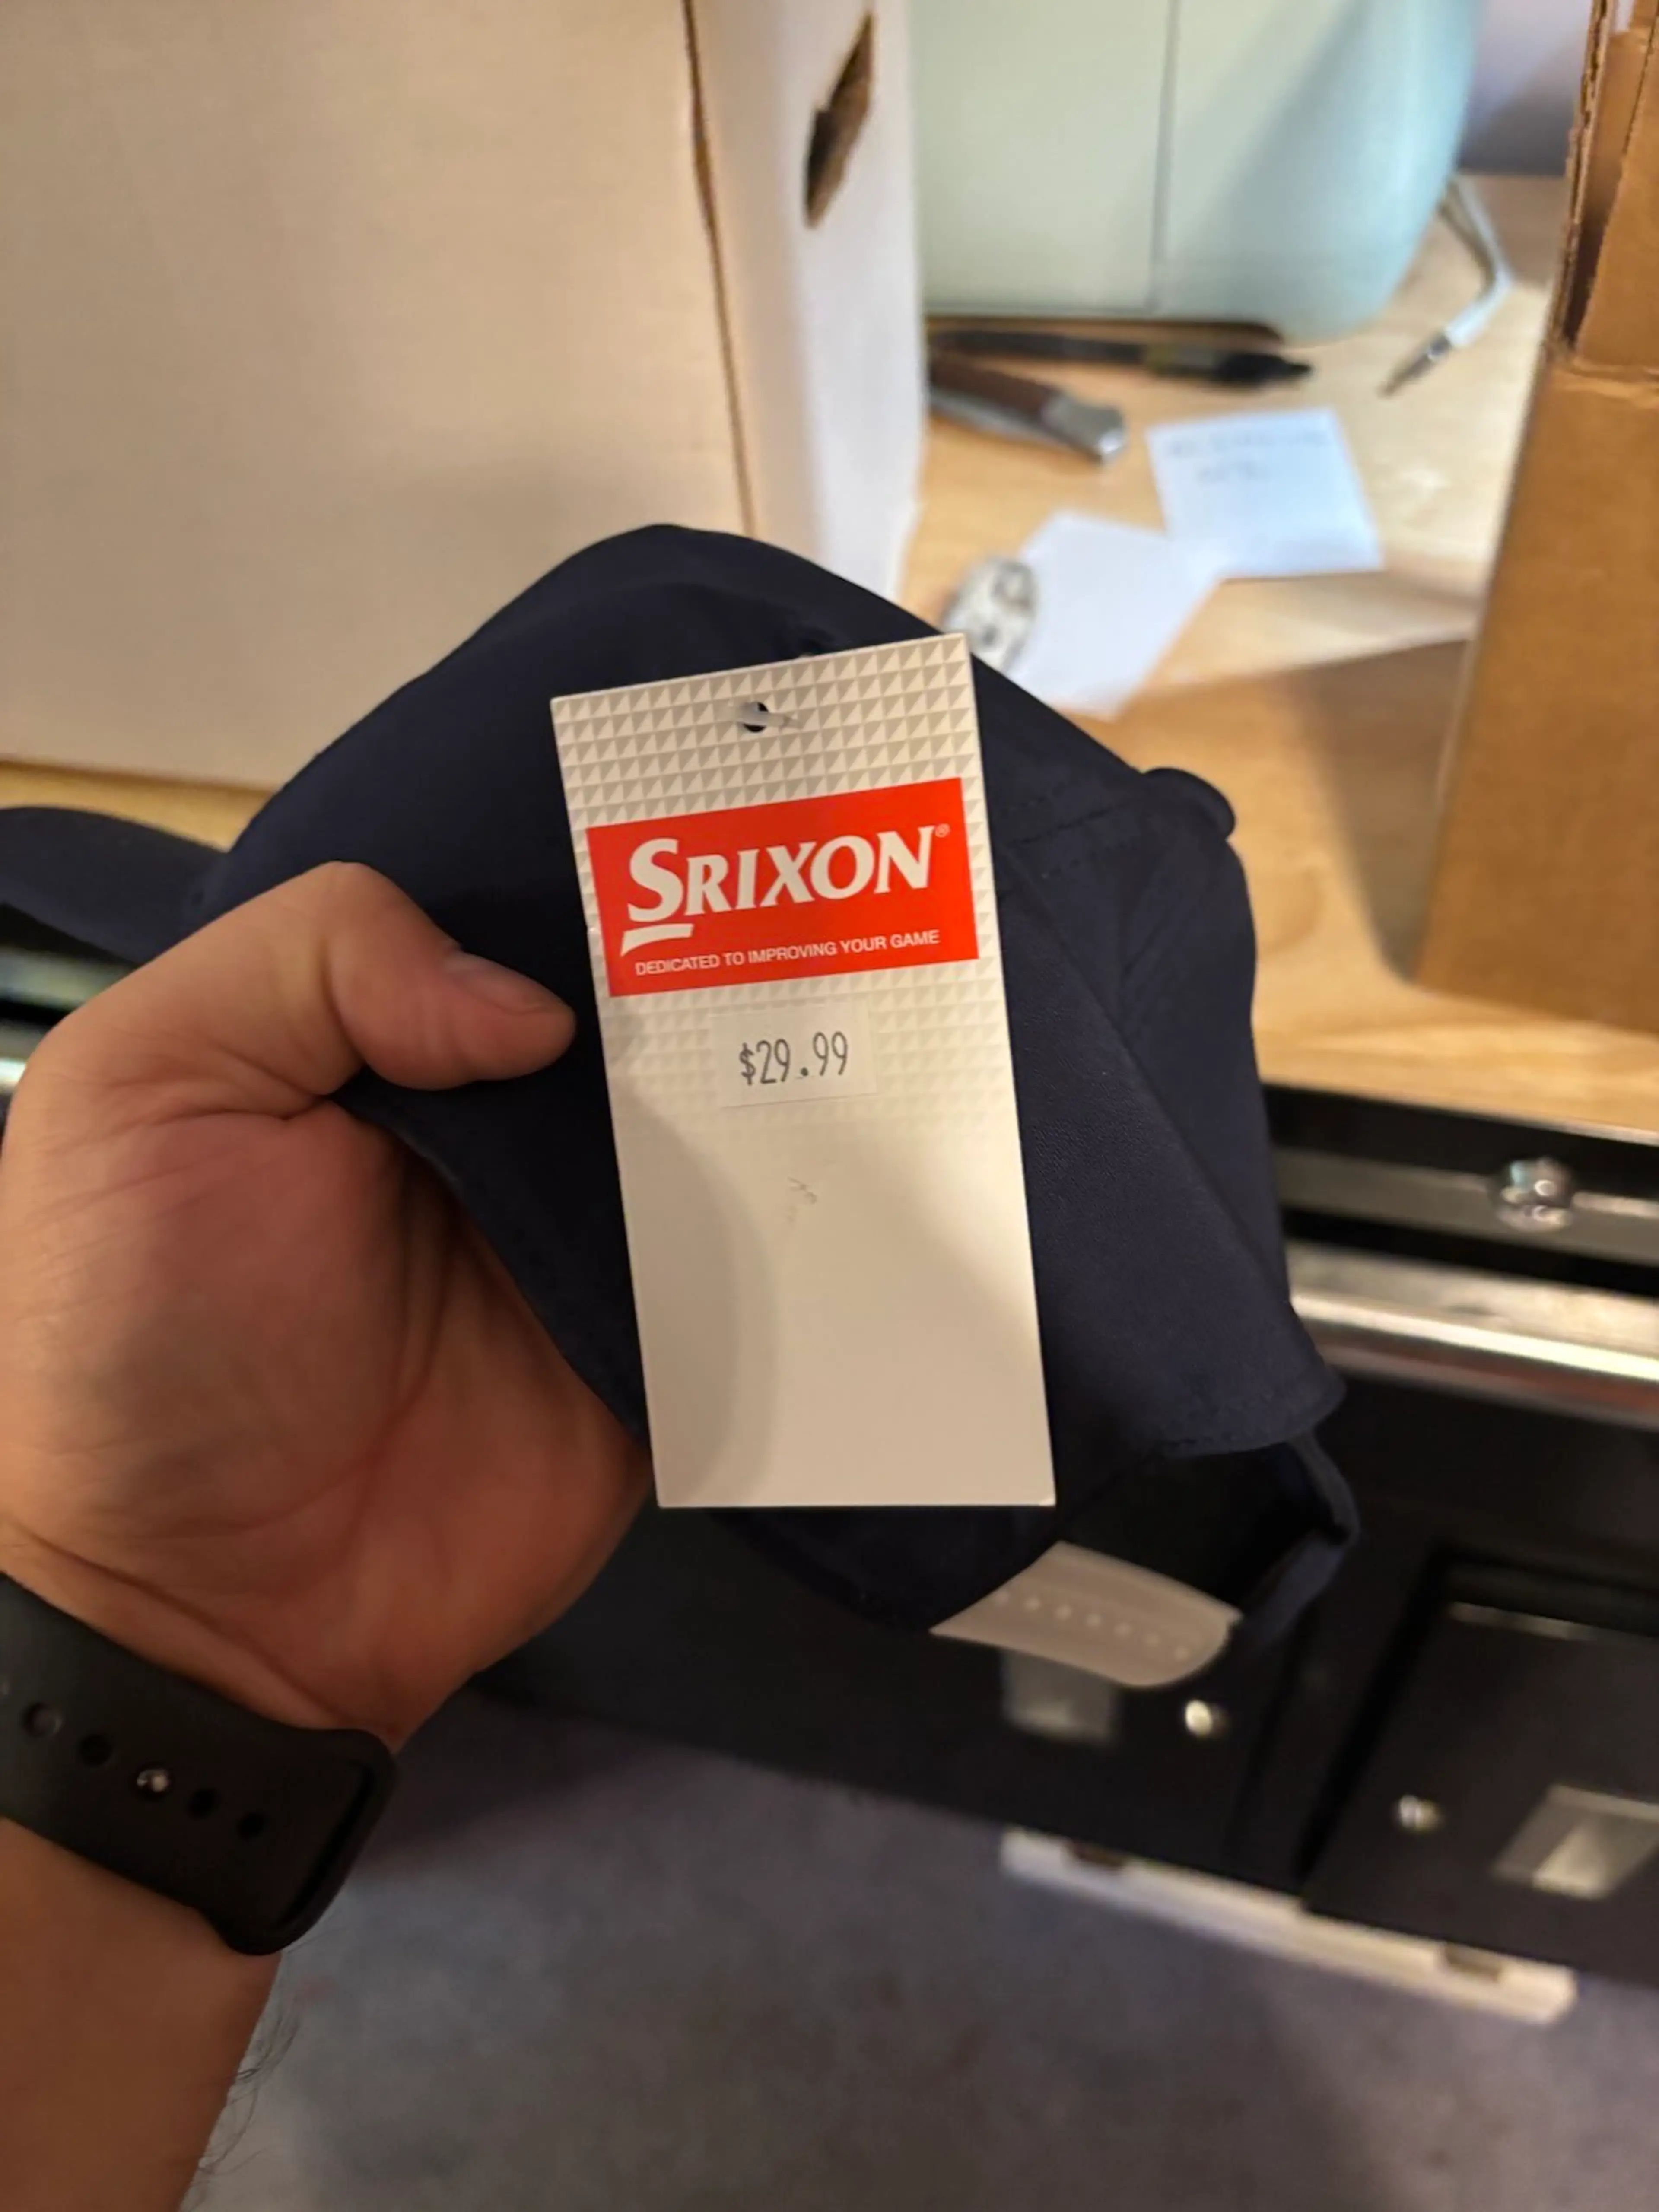 SRIXON®
DEDICATED TO IMPROVING YOUR GAME
$29.99